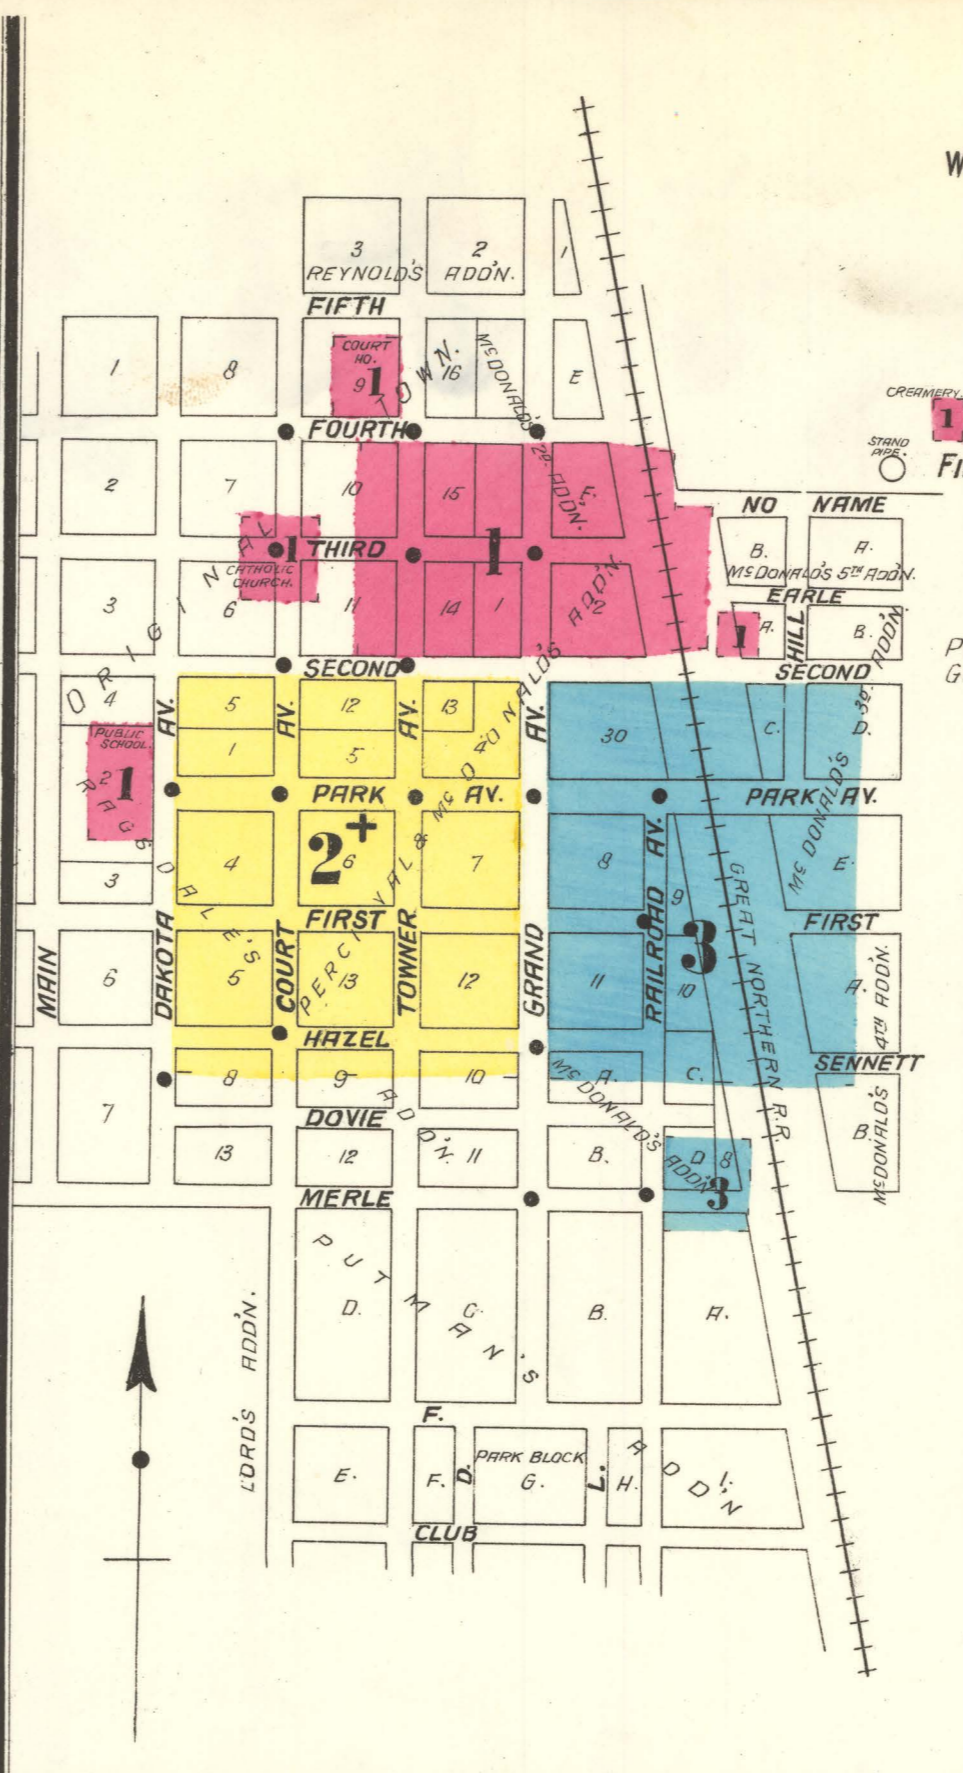 W
3 2 1
REYNOLD'S ADD'N.
FIFTH
COURT HO.
1 8 9 1 16 E
CREAMERY.
1
FOURTH
STAND PIPE.
FI
2 7 10 15 F.
McDONALD'S 2D. ADD'N.
NO NAME
B. A.
1 THIRD 1
McDONALD'S 5TH ADD'N.
CATHOLIC CHURCH.
EARLE
3 6 11 14 1 2
1 A. HILL B.
ORIGINAL TOWN.
P
G
SECOND SECOND
4 5 12 13 30 C. D.
McDONALD'S 3D. ADD'N.
AV. AV. AV. AV.
PUBLIC SCHOOL.
2 1
1 5 4
PARK AV. PARK AV.
2+
4 6 7 8 9 E.
3
FIRST FIRST
MAIN DAKOTA COURT TOWNER GRAND RAILROAD AV.
3
GREAT NORTHERN R.R.
6 5 13 12 11 10 A.
McDONALD'S 4TH ADD'N.
HAZEL
SENNETT
RAGSDALE'S
PERCIVAL & McDONALD'S ADD'N.
8 9 10 A. C.
7
DOVIE
B.
13 12 11 B. D 8
McDONALD'S ADD'N.
3
MERLE
PUTMAN'S ADD'N
D. C. B. A.
LORD'S ADD'N.
F.
E. F. D. PARK BLOCK G. L. H. I.
CLUB